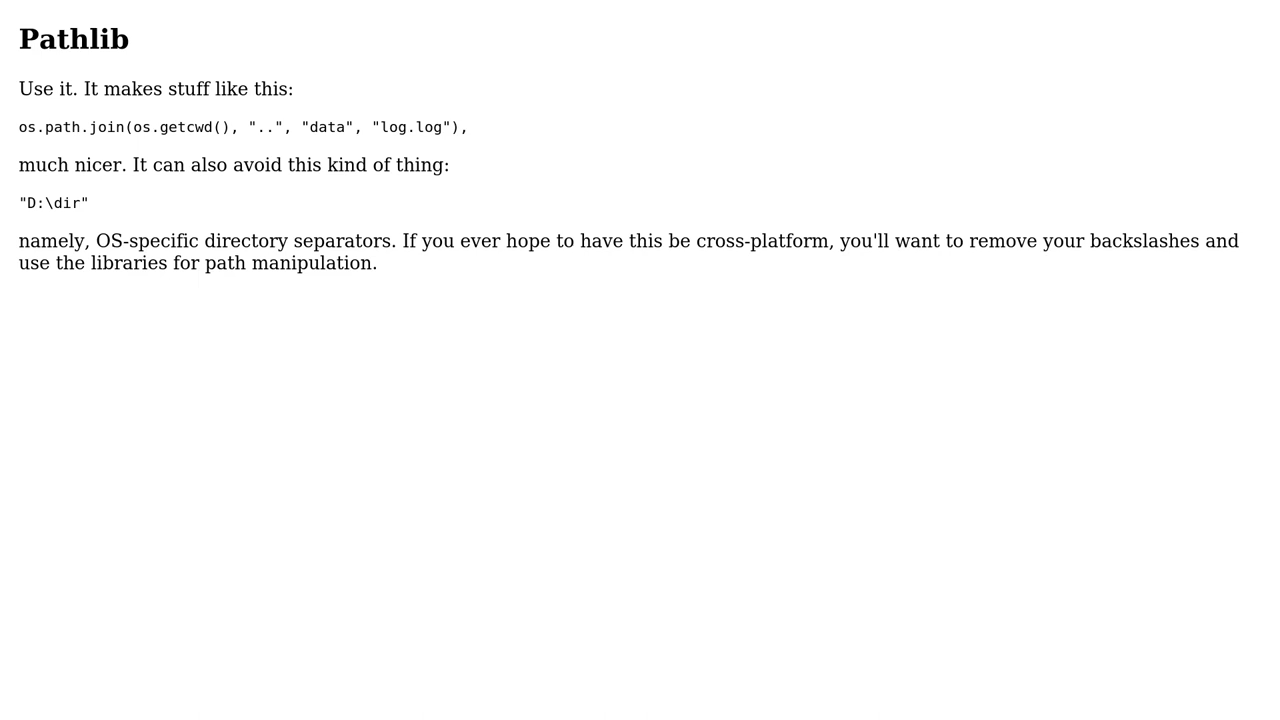 Pathlib
Use it. It makes stuff like this:
os.path.join(os.getcwd(), "..", "data", "log.log"),
much nicer. It can also avoid this kind of thing:
"D:\dir"
namely, OS-specific directory separators. If you ever hope to have this be cross-platform, you'll want to remove your backslashes and
use the libraries for path manipulation.